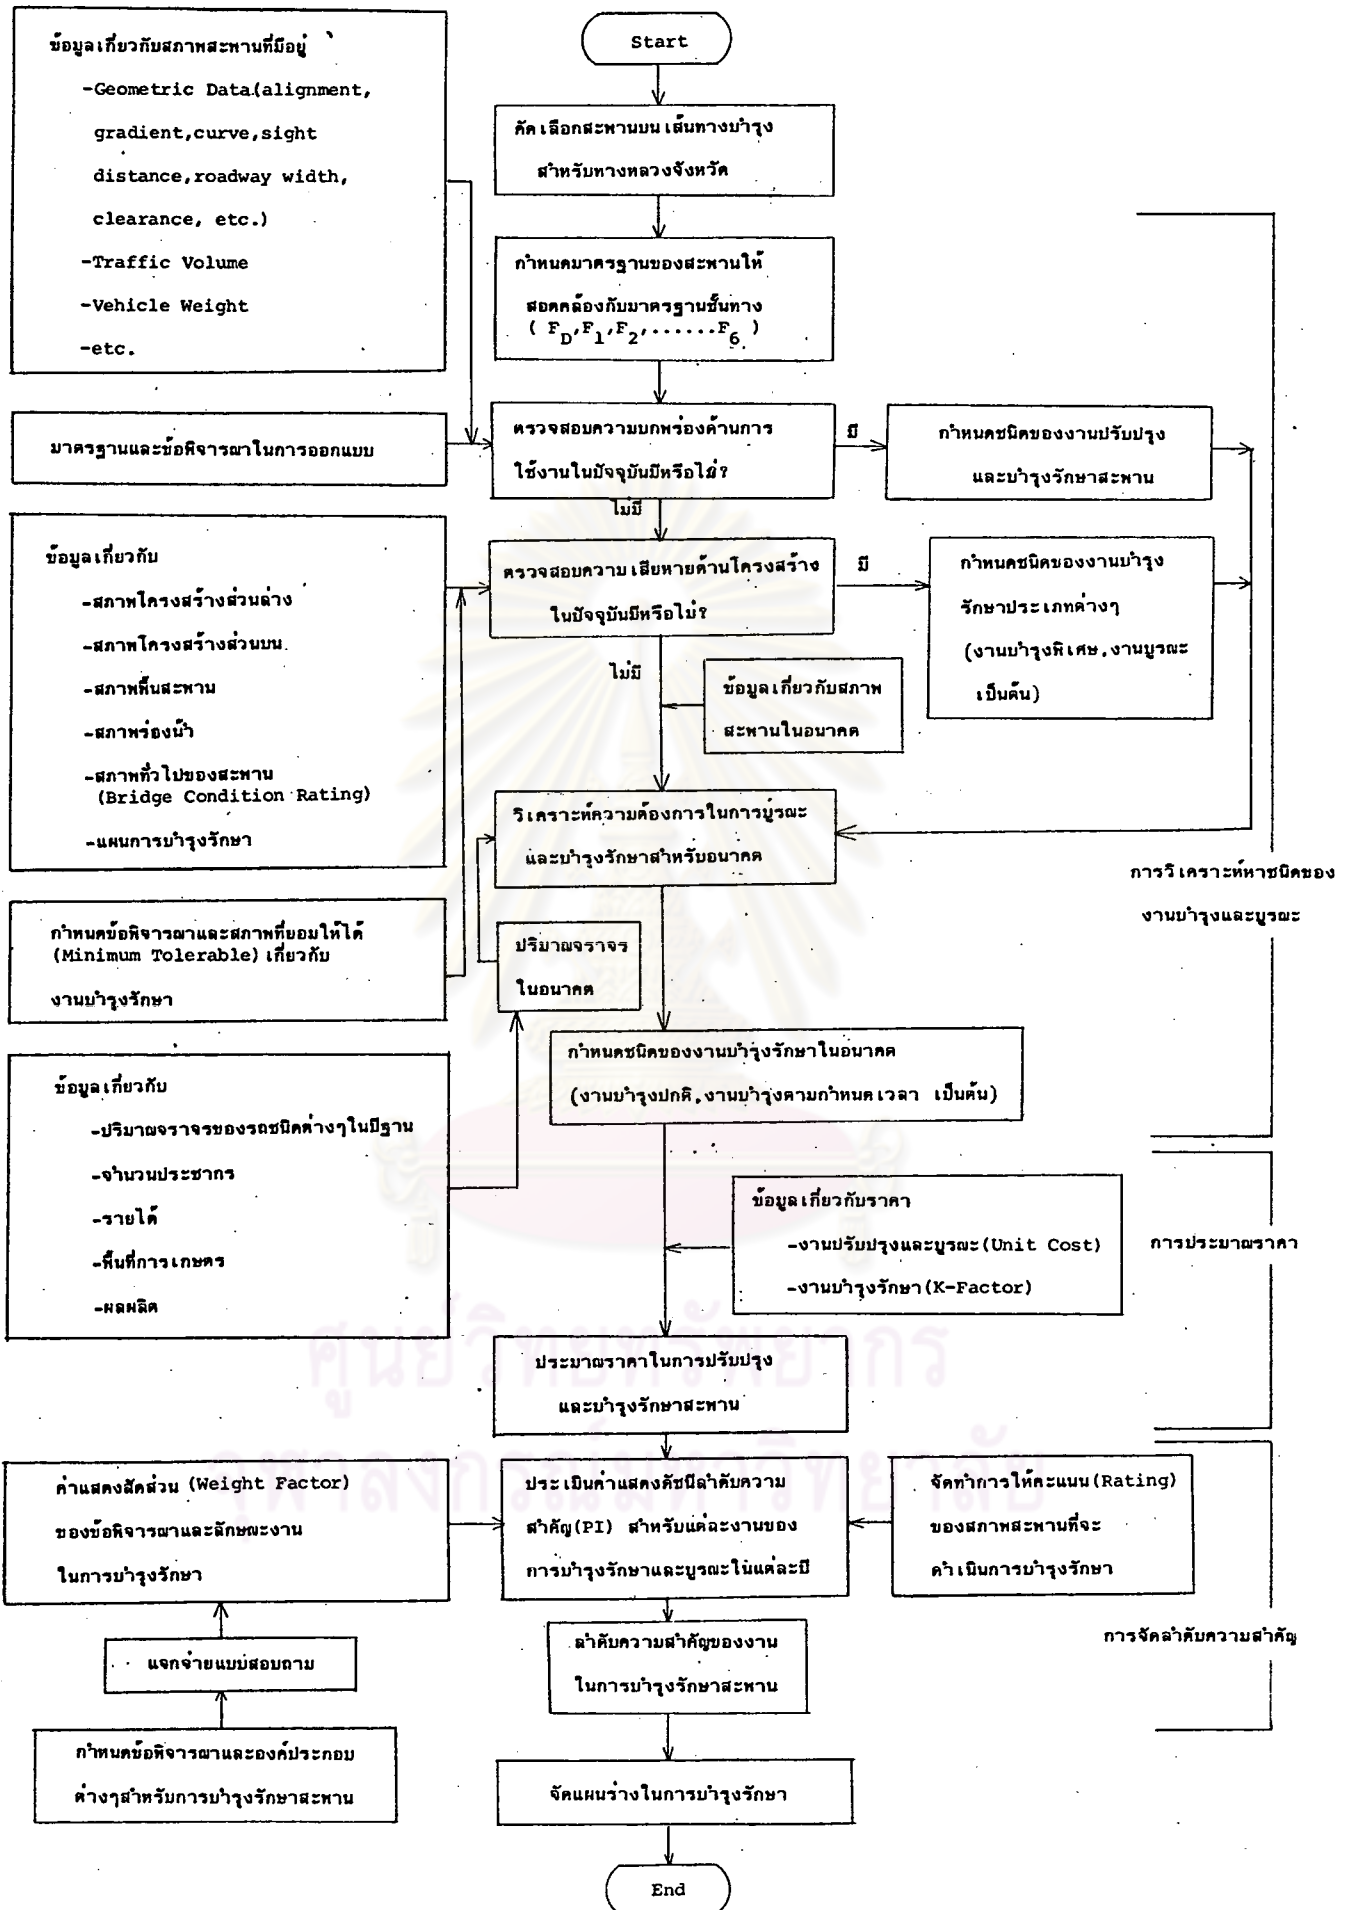 Start
คัดเลือกสะพานบนเส้นทางบำรุง
สำหรับทางหลวงจังหวัด
กำหนดมาตรฐานของสะพานให้
สอดคล้องกับมาตรฐานชั้นทาง
( F_D,F_1,F_2,......F_6 )
ข้อมูลเกี่ยวกับสภาพสะพานที่มีอยู่
-Geometric Data(alignment,
gradient,curve,sight
distance,roadway width,
clearance, etc.)
-Traffic Volume
-Vehicle Weight
-etc.
มาตรฐานและข้อพิจารณาในการออกแบบ
ตรวจสอบความบกพร่องด้านการ
ใช้งานในปัจจุบันมีหรือไม่?
มี
กำหนดชนิดของงานปรับปรุง
และบำรุงรักษาสะพาน
ไม่มี
ข้อมูลเกี่ยวกับ
-สภาพโครงสร้างส่วนล่าง
-สภาพโครงสร้างส่วนบน
-สภาพพื้นสะพาน
-สภาพร่องน้ำ
-สภาพทั่วไปของสะพาน
(Bridge Condition Rating)
-แผนการบำรุงรักษา
ตรวจสอบความเสียหายด้านโครงสร้าง
ในปัจจุบันมีหรือไม่?
มี
กำหนดชนิดของงานบำรุง
รักษาประเภทต่างๆ
(งานบำรุงพิเศษ,งานบูรณะ
เป็นต้น)
ไม่มี
ข้อมูลเกี่ยวกับสภาพ
สะพานในอนาคต
วิเคราะห์ความต้องการในการบูรณะ
และบำรุงรักษาสำหรับอนาคต
การวิเคราะห์หาชนิดของ
งานบำรุงและบูรณะ
กำหนดข้อพิจารณาและสภาพที่ยอมให้ได้
(Minimum Tolerable) เกี่ยวกับ
งานบำรุงรักษา
ปริมาณจราจร
ในอนาคต
กำหนดชนิดของงานบำรุงรักษาในอนาคต
(งานบำรุงปกติ,งานบำรุงตามกำหนดเวลา เป็นต้น)
ข้อมูลเกี่ยวกับ
-ปริมาณจราจรของรถชนิดต่างๆในปีฐาน
-จำนวนประชากร
-รายได้
-พื้นที่การเกษตร
-ผลผลิต
ข้อมูลเกี่ยวกับราคา
-งานปรับปรุงและบูรณะ(Unit Cost)
-งานบำรุงรักษา(K-Factor)
การประมาณราคา
ประมาณราคาในการปรับปรุง
และบำรุงรักษาสะพาน
ศูนย์วิทยทรัพยากร
จุฬาลงกรณ์มหาวิทยาลัย
ค่าแสดงสัดส่วน (Weight Factor)
ของข้อพิจารณาและลักษณะงาน
ในการบำรุงรักษา
ประเมินค่าแสดงดัชนีลำดับความ
สำคัญ(PI) สำหรับแต่ละงานของ
การบำรุงรักษาและบูรณะในแต่ละปี
จัดทำการให้คะแนน(Rating)
ของสภาพสะพานที่จะ
ดำเนินการบำรุงรักษา
การจัดลำดับความสำคัญ
แจกจ่ายแบบสอบถาม
ลำดับความสำคัญของงาน
ในการบำรุงรักษาสะพาน
กำหนดข้อพิจารณาและองค์ประกอบ
ต่างๆสำหรับการบำรุงรักษาสะพาน
จัดแผนร่างในการบำรุงรักษา
End